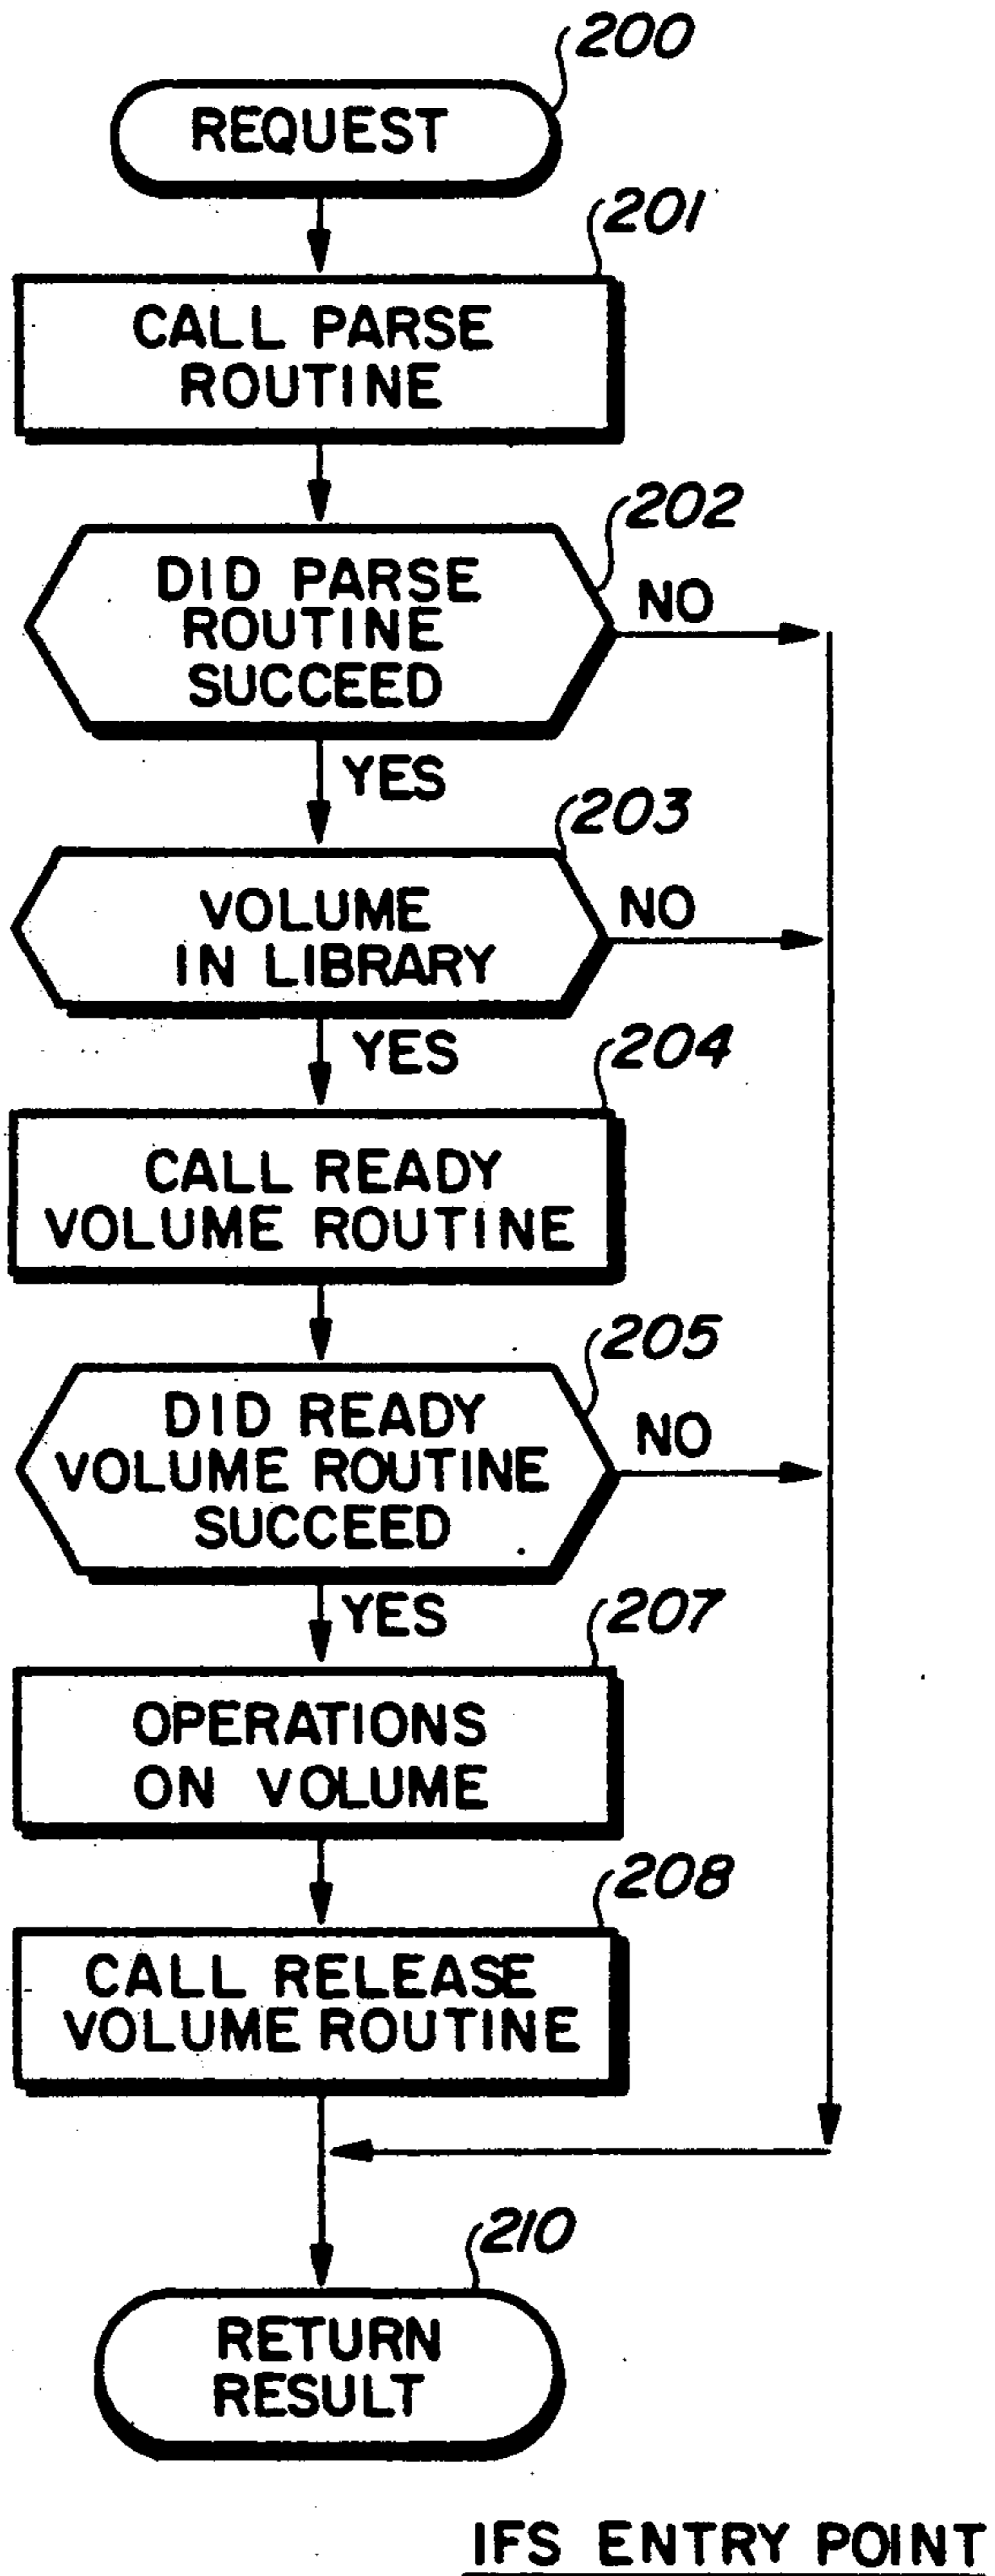 200
REQUEST
201
CALL PARSE
ROUTINE
202
DID PARSE
ROUTINE
SUCCEED
NO
YES
203
VOLUME
IN LIBRARY
NO
YES
204
CALL READY
VOLUME ROUTINE
205
DID READY
VOLUME ROUTINE
SUCCEED
NO
YES
207
OPERATIONS
ON VOLUME
208
CALL RELEASE
VOLUME ROUTINE
210
RETURN
RESULT
IFS ENTRY POINT